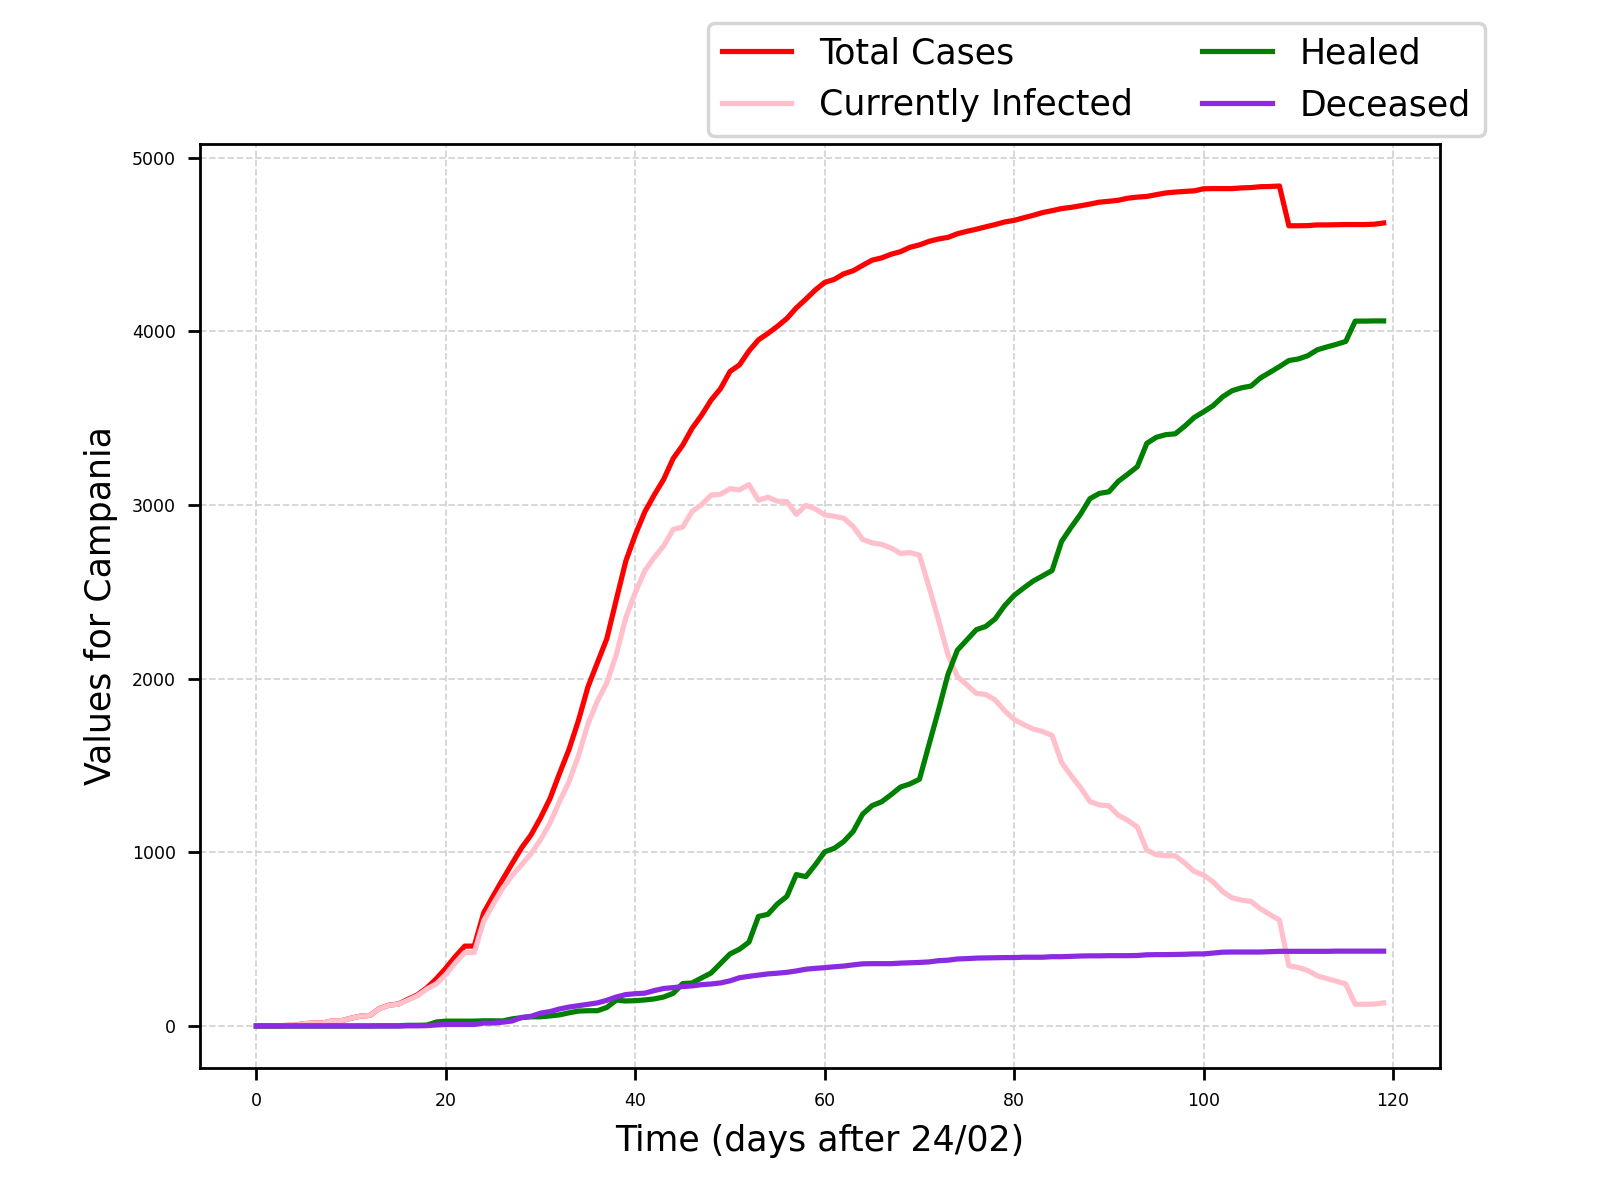 Total Cases
Currently Infected
Healed
Deceased
5000
4000
3000
2000
1000
0
Values for Campania
0 20 40 60 80 100 120
Time (days after 24/02)